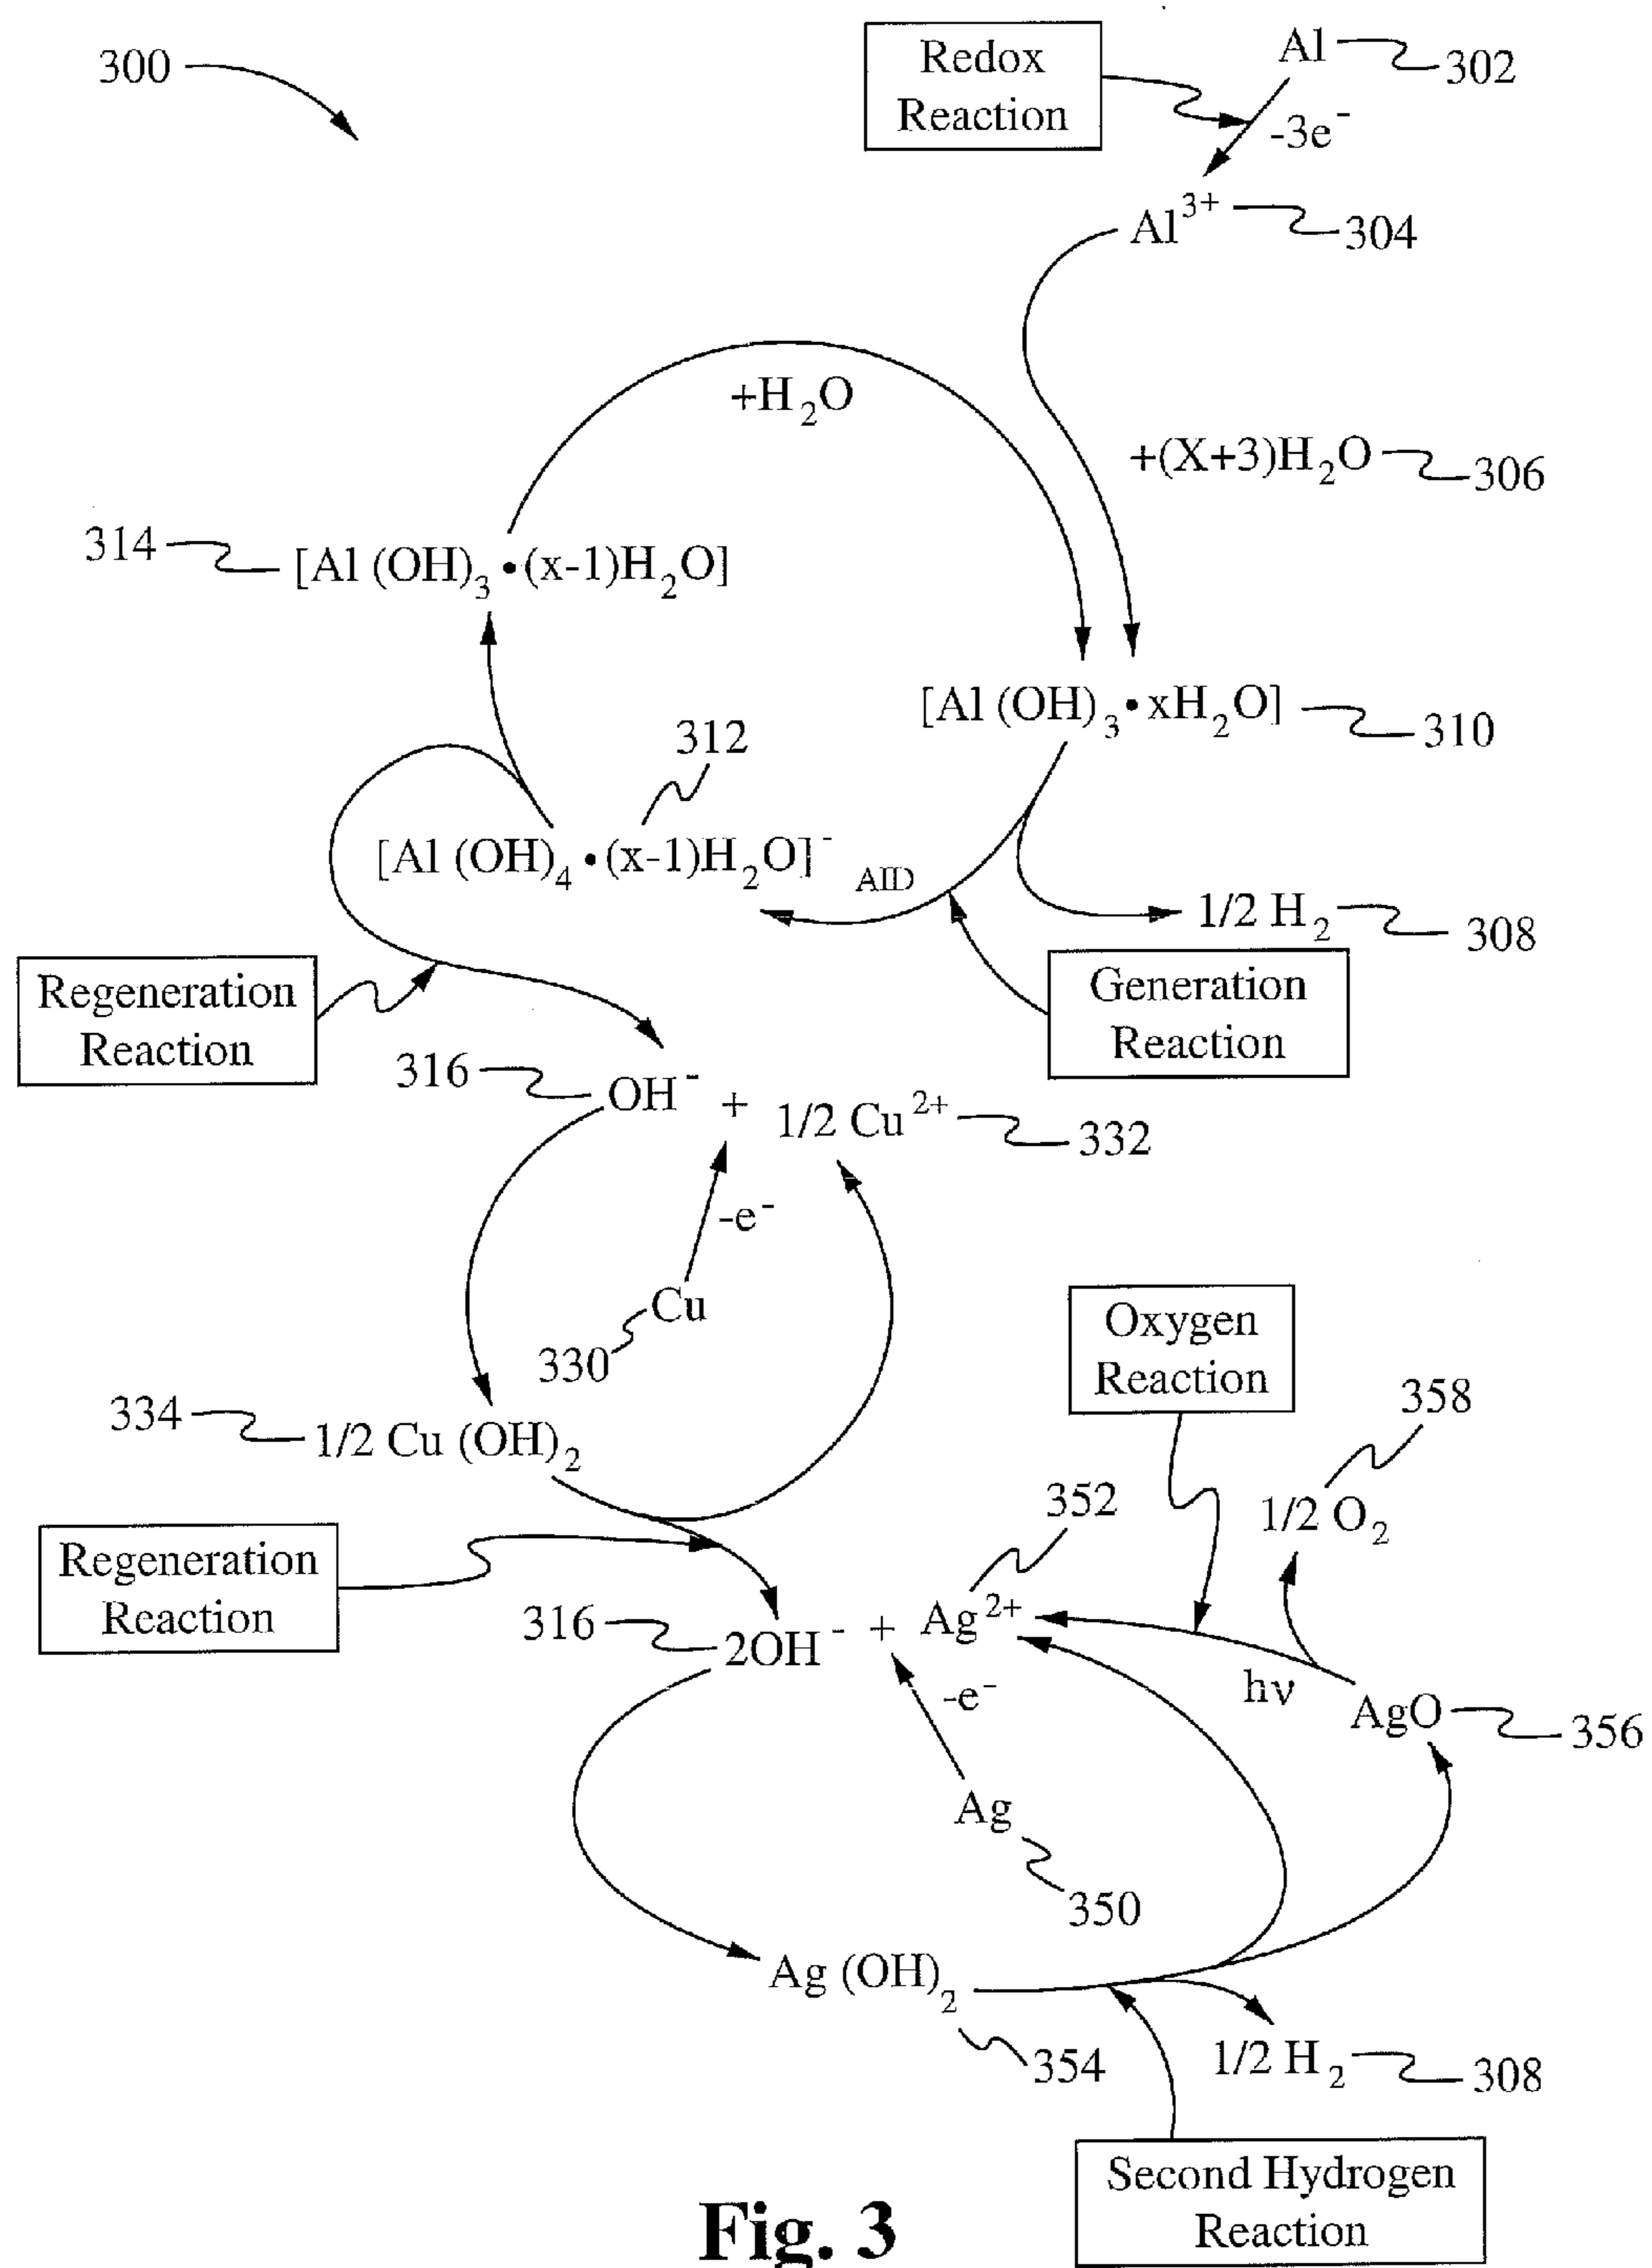 300
Redox
Reaction
Al
302
-3e⁻
Al³⁺
304
+H₂O
+(X+3)H₂O
306
314
[Al (OH)₃•(x-1)H₂O]
[Al (OH)₃•xH₂O]
310
312
[Al (OH)₄•(x-1)H₂O]⁻
AIID
1/2 H₂
308
Regeneration
Reaction
Generation
Reaction
316
OH⁻ + 1/2 Cu²⁺
332
-e⁻
Cu
330
Oxygen
Reaction
334
1/2 Cu (OH)₂
358
1/2 O₂
352
Regeneration
Reaction
316
2OH⁻ + Ag²⁺
hν
-e⁻
AgO
356
Ag
350
Ag (OH)₂
354
1/2 H₂
308
Second Hydrogen
Reaction
Fig. 3